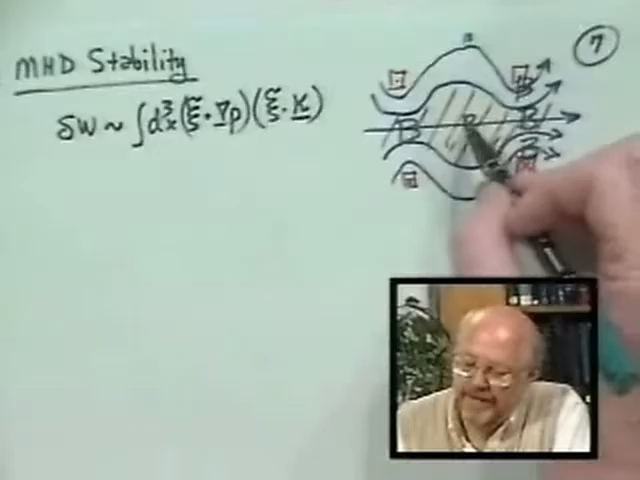 MHD Stability
7
δW ~ ∫d³x(ξ̃·∇p)(ξ̃·κ)
B
B
B
P